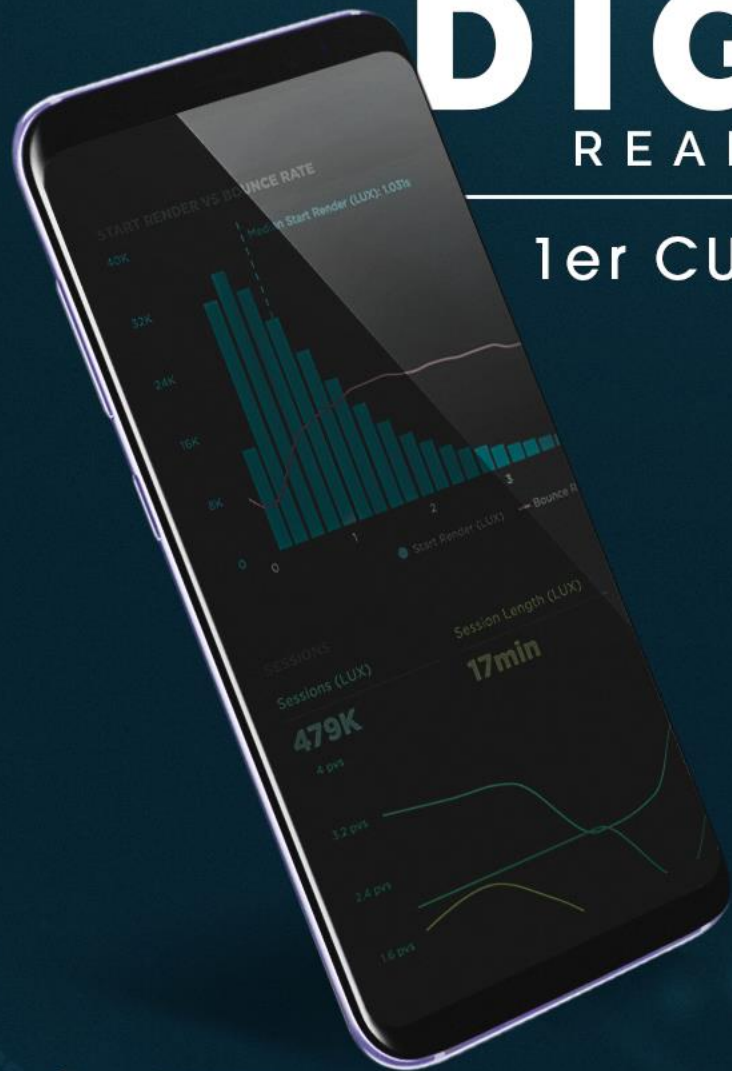 DIG
REAL
1er CU
START RENDER VS BOUNCE RATE
Median Start Render (LUX): 1.031s
40K
32K
24K
16K
8K
0
0
1
2
3
Start Render (LUX)
Bounce R
SESSIONS
Sessions (LUX)
479K
Session Length (LUX)
17min
4 pvs
3.2 pvs
2.4 pvs
1.6 pvs